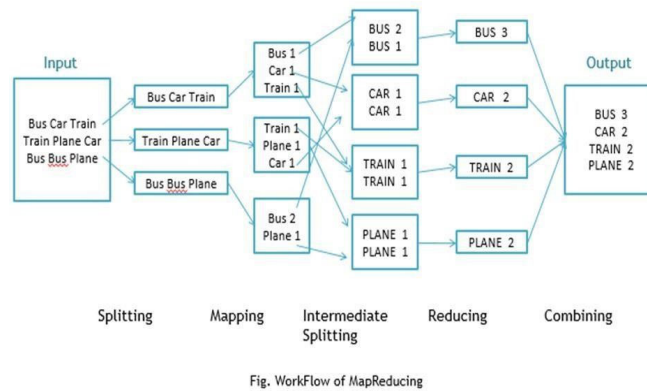 Input
Bus Car Train
Train Plane Car
Bus Bus Plane
Bus Car Train
Train Plane Car
Bus Bus Plane
Bus 1
Car 1
Train 1
Train 1
Plane 1
Car 1
Bus 2
Plane 1
BUS 2
BUS 1
CAR 1
CAR 1
TRAIN 1
TRAIN 1
PLANE 1
PLANE 1
BUS 3
CAR 2
TRAIN 2
PLANE 2
Output
BUS 3
CAR 2
TRAIN 2
PLANE 2
Splitting
Mapping
Intermediate
Splitting
Reducing
Combining
Fig. WorkFlow of MapReducing